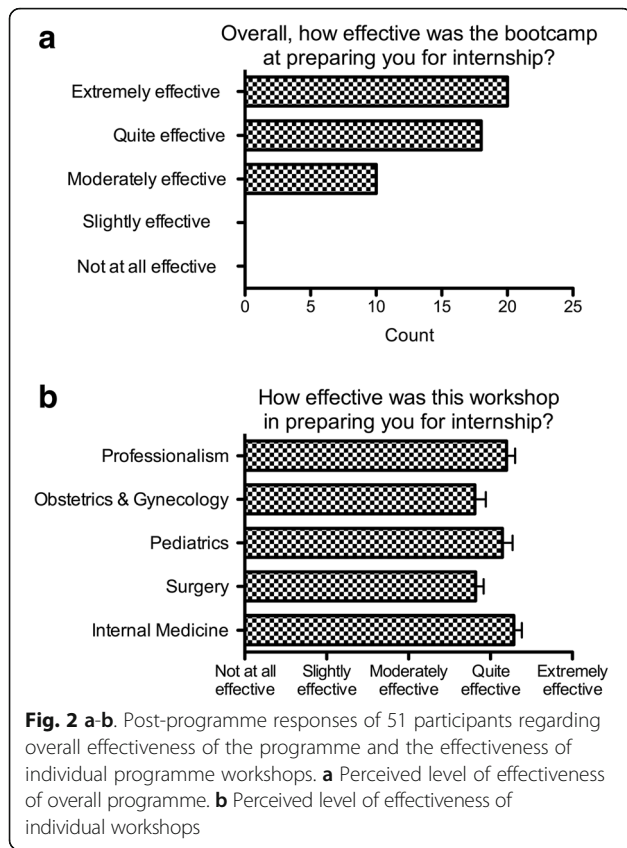 a
Overall, how effective was the bootcamp
at preparing you for internship?
Extremely effective
Quite effective
Moderately effective
Slightly effective
Not at all effective
0 5 10 15 20 25
Count
b
How effective was this workshop
in preparing you for internship?
Professionalism
Obstetrics & Gynecology
Pediatrics
Surgery
Internal Medicine
Not at all effective
Slightly effective
Moderately effective
Quite effective
Extremely effective
Fig. 2 a-b. Post-programme responses of 51 participants regarding
overall effectiveness of the programme and the effectiveness of
individual programme workshops. a Perceived level of effectiveness
of overall programme. b Perceived level of effectiveness of
individual workshops